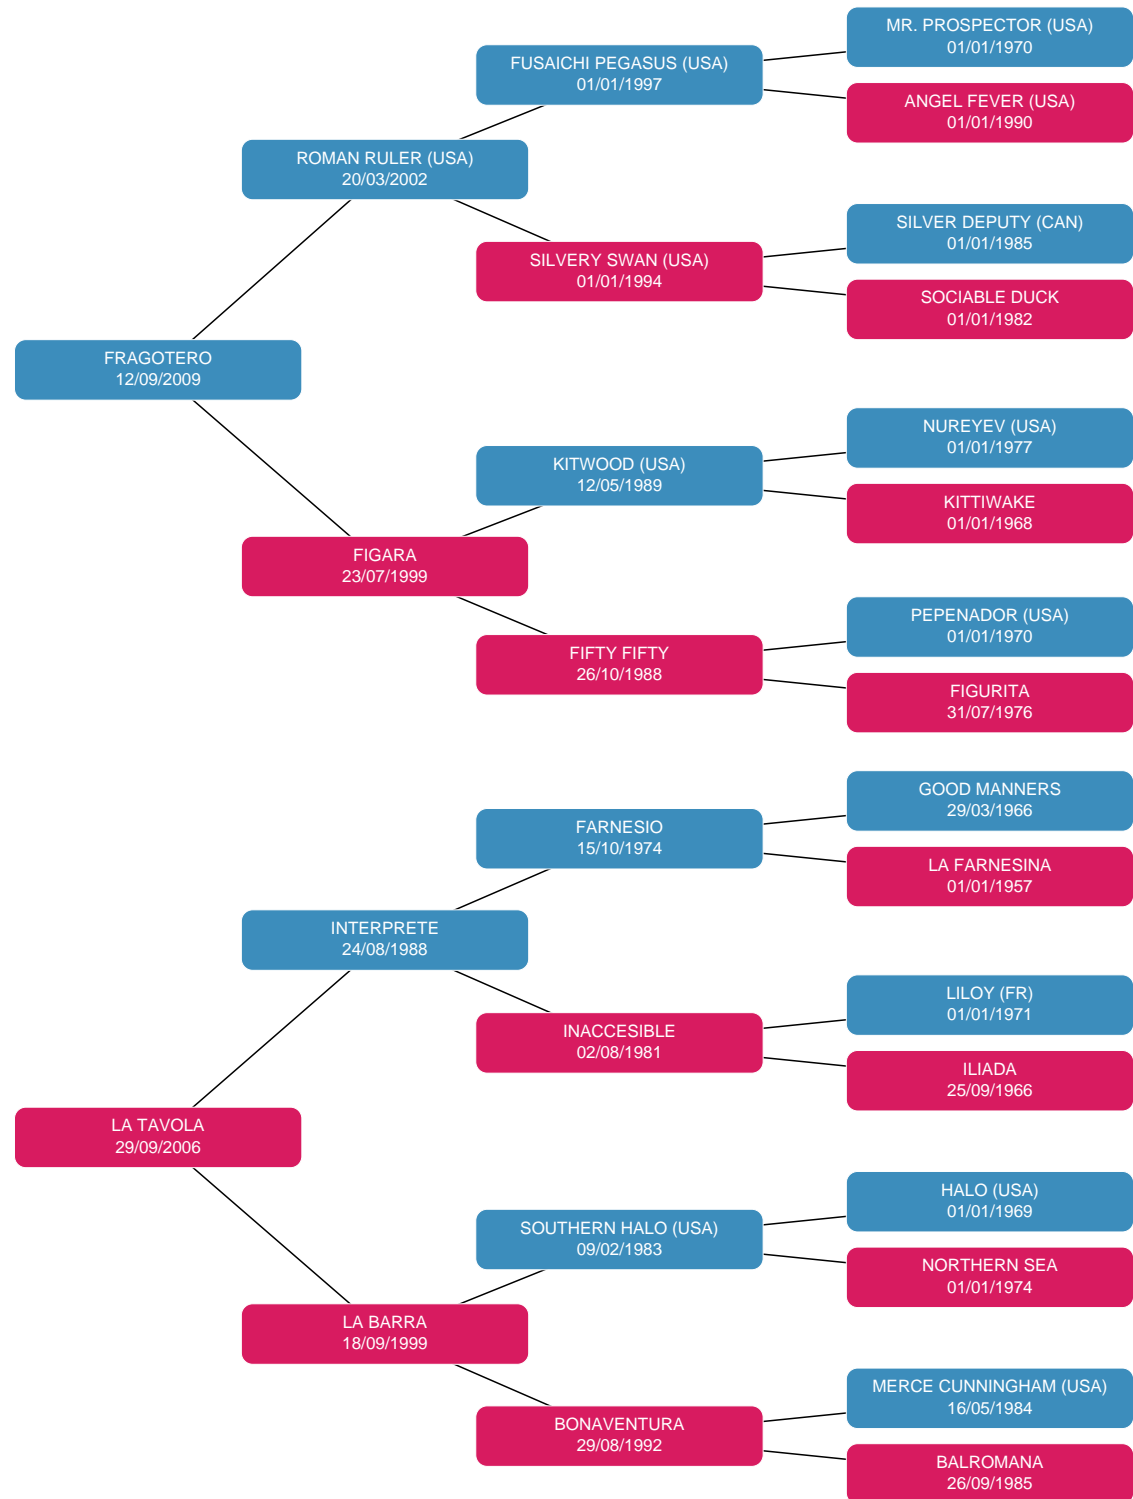 MR. PROSPECTOR (USA)
01/01/1970
FUSAICHI PEGASUS (USA)
01/01/1997
ANGEL FEVER (USA)
01/01/1990
ROMAN RULER (USA)
20/03/2002
SILVER DEPUTY (CAN)
01/01/1985
SILVERY SWAN (USA)
01/01/1994
SOCIABLE DUCK
01/01/1982
FRAGOTERO
12/09/2009
NUREYEV (USA)
01/01/1977
KITWOOD (USA)
12/05/1989
KITTIWAKE
01/01/1968
FIGARA
23/07/1999
PEPENADOR (USA)
01/01/1970
FIFTY FIFTY
26/10/1988
FIGURITA
31/07/1976
GOOD MANNERS
29/03/1966
FARNESIO
15/10/1974
LA FARNESINA
01/01/1957
INTERPRETE
24/08/1988
LILOY (FR)
01/01/1971
INACCESIBLE
02/08/1981
ILIADA
25/09/1966
LA TAVOLA
29/09/2006
HALO (USA)
01/01/1969
SOUTHERN HALO (USA)
09/02/1983
NORTHERN SEA
01/01/1974
LA BARRA
18/09/1999
MERCE CUNNINGHAM (USA)
16/05/1984
BONAVENTURA
29/08/1992
BALROMANA
26/09/1985